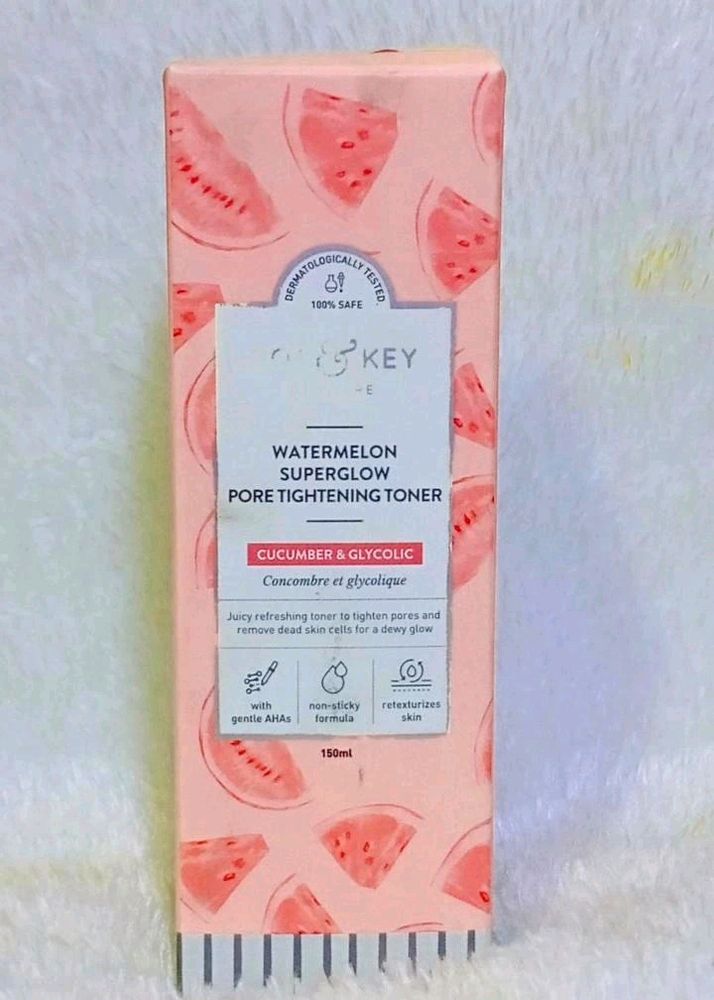 DERMATOLOGICALLY TESTED
100% SAFE
& KEY
WATERMELON
SUPERGLOW
PORE TIGHTENING TONER
CUCUMBER & GLYCOLIC
Concombre et glycolique
Juicy refreshing toner to tighten pores and
remove dead skin cells for a dewy glow
with
gentle AHAs
non-sticky
formula
retexturizes
skin
150ml